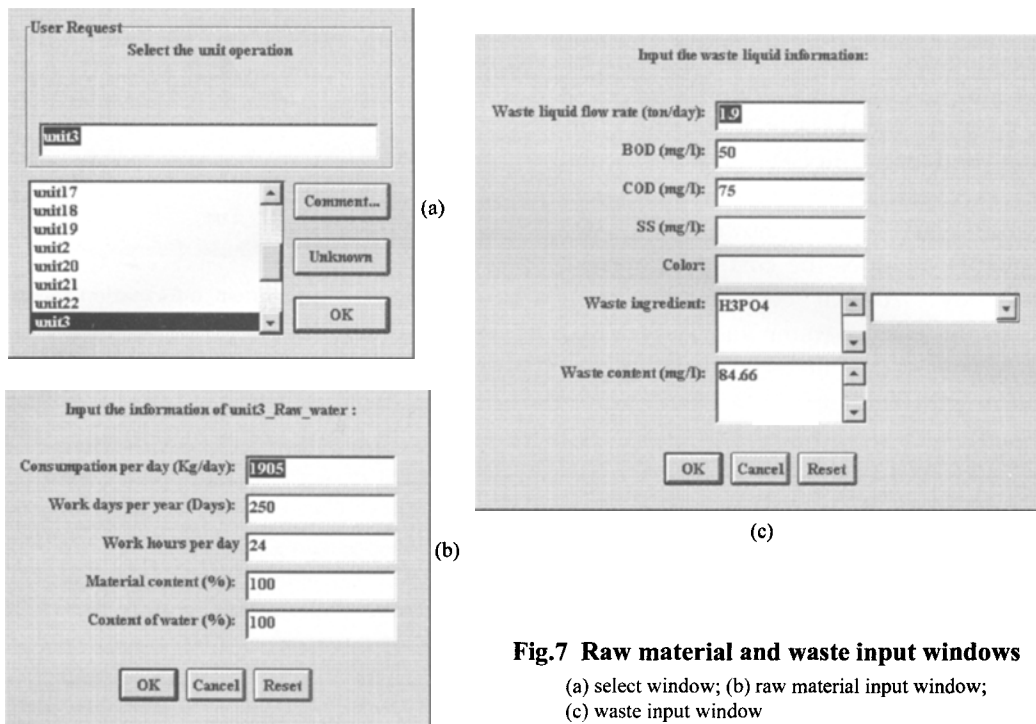 User Request
Select the unit operation
unit3
unit17
unit18
unit19
unit2
unit20
unit21
unit22
unit3
Comment...
Unknown
OK
(a)
Input the information of unit3_Raw_water :
Consumpation per day (Kg/day): 1905
Work days per year (Days): 250
Work hours per day 24
Material content (%): 100
Content of water (%): 100
OK Cancel Reset
(b)
Input the waste liquid information:
Waste liquid flow rate (ton/day): 1.9
BOD (mg/l): 50
COD (mg/l): 75
SS (mg/l):
Color:
Waste ingredient: H3PO4
Waste content (mg/l): 84.66
OK Cancel Reset
(c)
Fig.7 Raw material and waste input windows
(a) select window; (b) raw material input window;
(c) waste input window